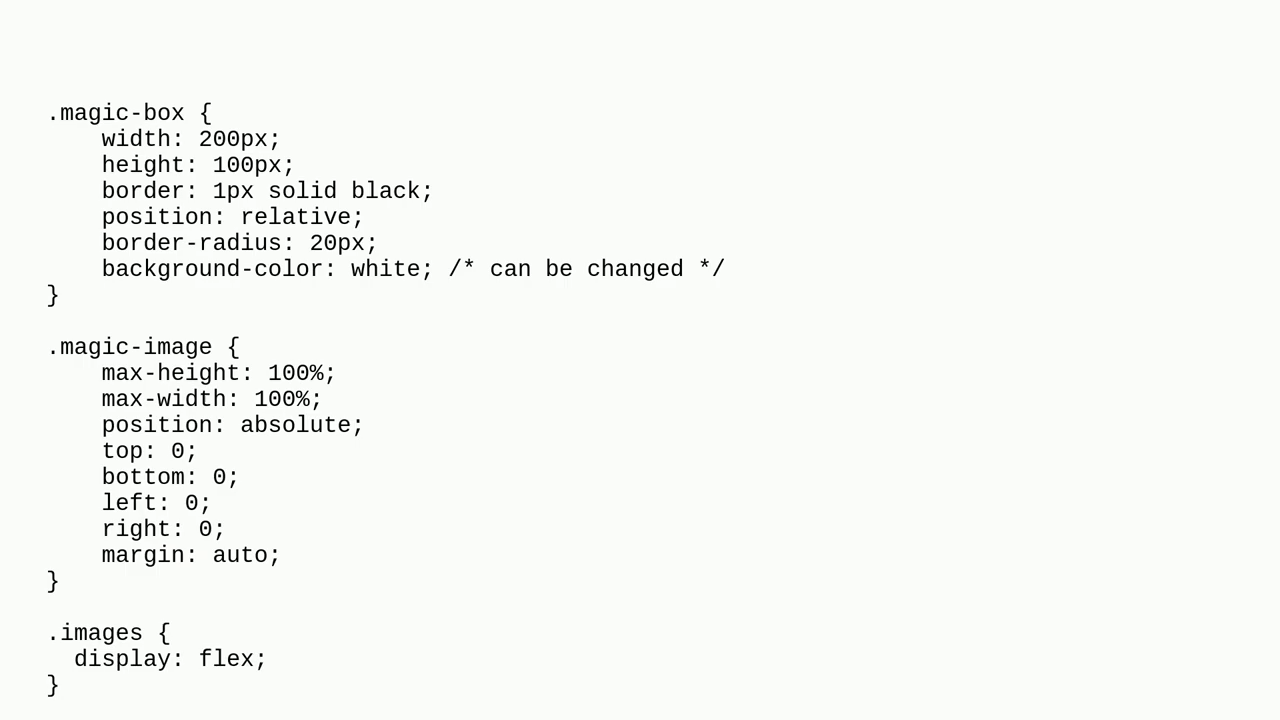 .magic-box {
    width: 200px;
    height: 100px;
    border: 1px solid black;
    position: relative;
    border-radius: 20px;
    background-color: white; /* can be changed */
}

.magic-image {
    max-height: 100%;
    max-width: 100%;
    position: absolute;
    top: 0;
    bottom: 0;
    left: 0;
    right: 0;
    margin: auto;
}

.images {
  display: flex;
}